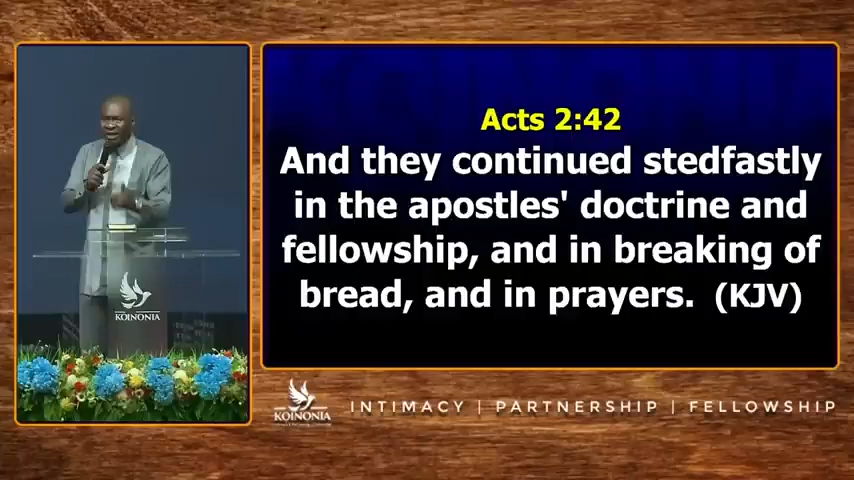 Acts 2:42
And they continued stedfastly
in the apostles' doctrine and
fellowship, and in breaking of
bread, and in prayers. (KJV)
KOINONIA
KOINONIA
INTIMACY | PARTNERSHIP | FELLOWSHIP